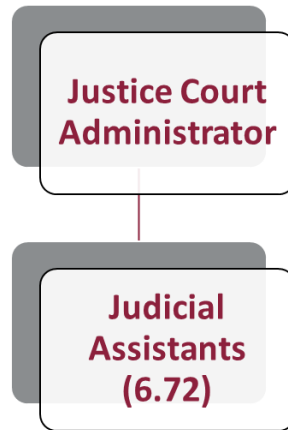 Justice Court
Administrator
Judicial
Assistants
(6.72)